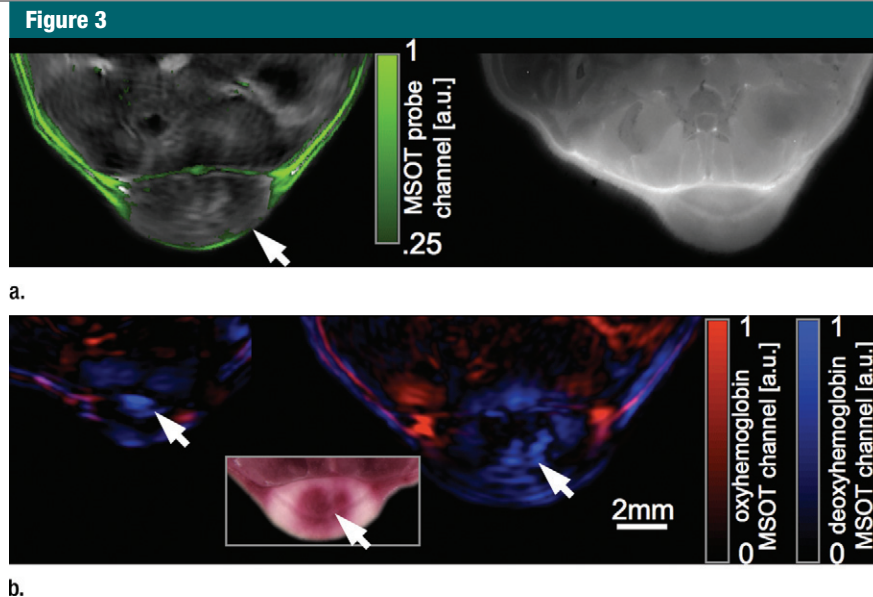 Figure 3
1
MSOT probe
channel [a.u.]
.25
a.
1
oxyhemoglobin
MSOT channel [a.u.]
0
1
deoxyhemoglobin
MSOT channel [a.u.]
0
2mm
b.